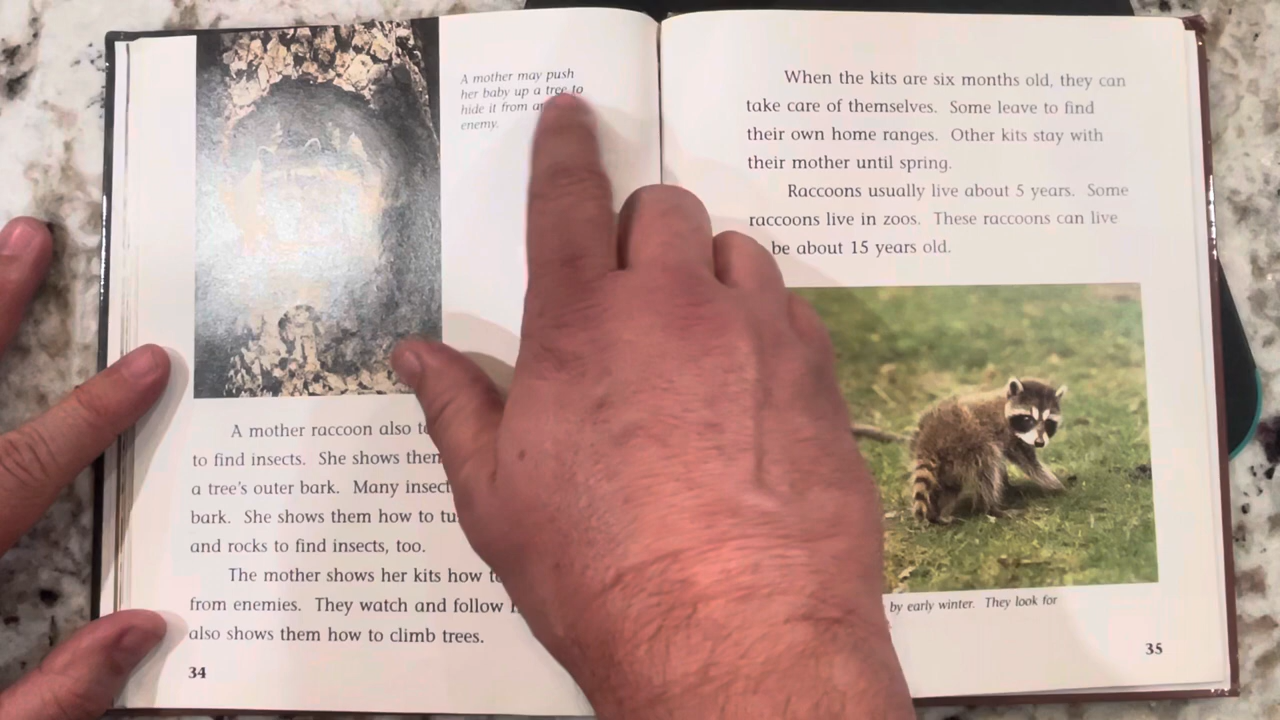 A mother may push
her baby up a tree to
hide it from
enemy.
A mother raccoon also
to find insects. She shows
a tree's outer bark. Many
bark. She shows them how to
and rocks to find insects, too.
The mother shows her kits how
from enemies. They watch and follow
also shows them how to climb trees.
34
When the kits are six months old, they can
take care of themselves. Some leave to find
their own home ranges. Other kits stay with
their mother until spring.
Raccoons usually live about 5 years. Some
raccoons live in zoos. These raccoons can live
be about 15 years old.
by early winter. They look for
35